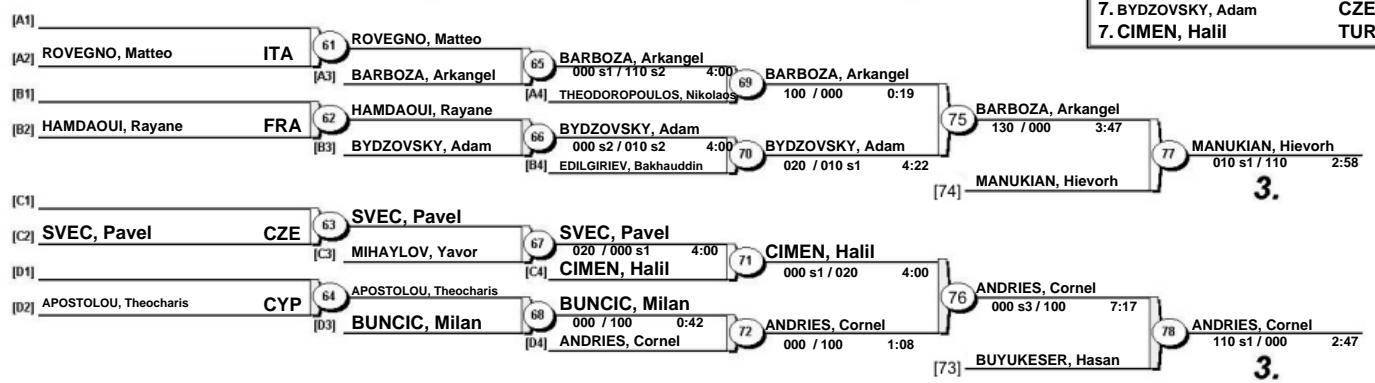 7. BYDZOVSKY, Adam CZE
7. CIMEN, Halil TUR
[A1]
[A2] ROVEGNO, Matteo ITA
61
ROVEGNO, Matteo
[A3] BARBOZA, Arkangel
65
BARBOZA, Arkangel
000 s1 / 110 s2 4:00
[A4] THEODOROPOULOS, Nikolaos
69
BARBOZA, Arkangel
100 / 000 0:19
[B1]
[B2] HAMDAOUI, Rayane FRA
62
HAMDAOUI, Rayane
[B3] BYDZOVSKY, Adam
66
BYDZOVSKY, Adam
000 s2 / 010 s2 4:00
[B4] EDILGIRIEV, Bakhauddin
70
BYDZOVSKY, Adam
020 / 010 s1 4:22
75
BARBOZA, Arkangel
130 / 000 3:47
[74] MANUKIAN, Hievorh
77
MANUKIAN, Hievorh
010 s1 / 110 2:58
3.
[C1]
[C2] SVEC, Pavel CZE
63
SVEC, Pavel
[C3] MIHAYLOV, Yavor
67
SVEC, Pavel
020 / 000 s1 4:00
[C4] CIMEN, Halil
71
CIMEN, Halil
000 s1 / 020 4:00
[D1]
[D2] APOSTOLOU, Theocharis CYP
64
APOSTOLOU, Theocharis
[D3] BUNCIC, Milan
68
BUNCIC, Milan
000 / 100 0:42
[D4] ANDRIES, Cornel
72
ANDRIES, Cornel
000 / 100 1:08
76
ANDRIES, Cornel
000 s3 / 100 7:17
[73] BUYUKESER, Hasan
78
ANDRIES, Cornel
110 s1 / 000 2:47
3.